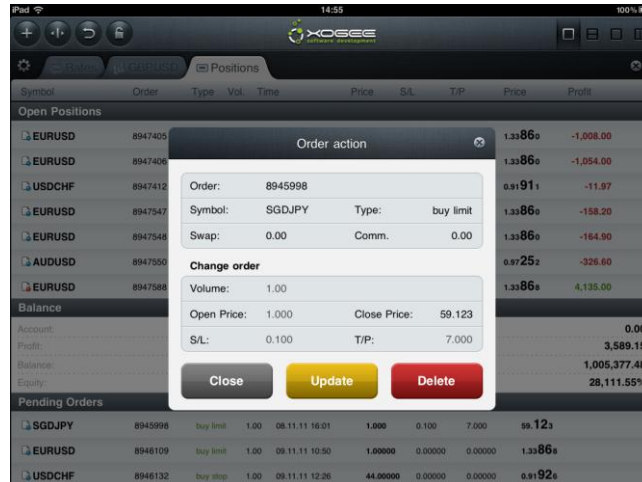 iPad 14:55 100%
XOGEE
software development
Rates GBPUSD Positions
Symbol Order Type Vol. Time Price S/L T/P Price Profit
Open Positions
EURUSD 8947405 1.33860 -1,008.00
EURUSD 8947406 1.33860 -1,054.00
USDCHF 8947412 0.91911 -11.97
EURUSD 8947547 1.33860 -158.20
EURUSD 8947548 1.33860 -164.90
AUDUSD 8947550 0.97252 -326.60
EURUSD 8947588 1.33868 4,135.00
Order action
Order: 8945998
Symbol: SGDJPY Type: buy limit
Swap: 0.00 Comm. 0.00
Change order
Volume: 1.00
Open Price: 1.000 Close Price: 59.123
S/L: 0.100 T/P: 7.000
Close Update Delete
Balance
Account: 0.00
Profit: 3,589.15
Balance: 1,005,377.48
Equity: 28,111.55%
Pending Orders
SGDJPY 8945998 buy limit 1.00 08.11.11 16:01 1.000 0.100 7.000 59.123
EURUSD 8946109 buy limit 1.00 09.11.11 10:50 1.00000 0.00000 0.00000 1.33868
USDCHF 8946132 buy stop 1.00 09.11.11 12:26 44.00000 0.00000 0.00000 0.91926